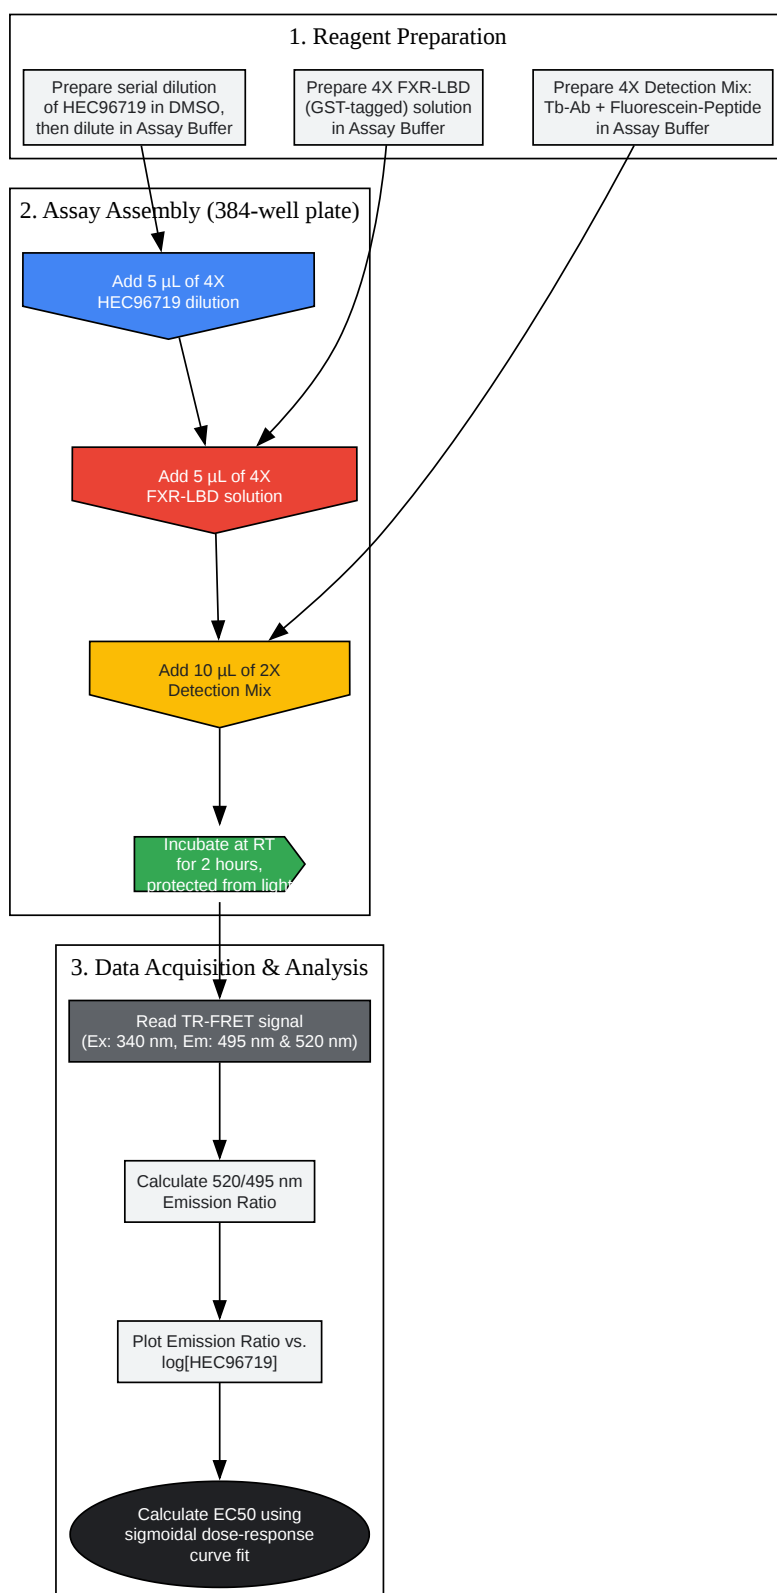 1. Reagent Preparation
Prepare serial dilution
of HEC96719 in DMSO,
then dilute in Assay Buffer
Prepare 4X FXR-LBD
(GST-tagged) solution
in Assay Buffer
Prepare 4X Detection Mix:
Tb-Ab + Fluorescein-Peptide
in Assay Buffer
2. Assay Assembly (384-well plate)
Add 5 µL of 4X
HEC96719 dilution
Add 5 µL of 4X
FXR-LBD solution
Add 10 µL of 2X
Detection Mix
Incubate at RT
for 2 hours,
protected from light
3. Data Acquisition & Analysis
Read TR-FRET signal
(Ex: 340 nm, Em: 495 nm & 520 nm)
Calculate 520/495 nm
Emission Ratio
Plot Emission Ratio vs.
log[HEC96719]
Calculate EC50 using
sigmoidal dose-response
curve fit